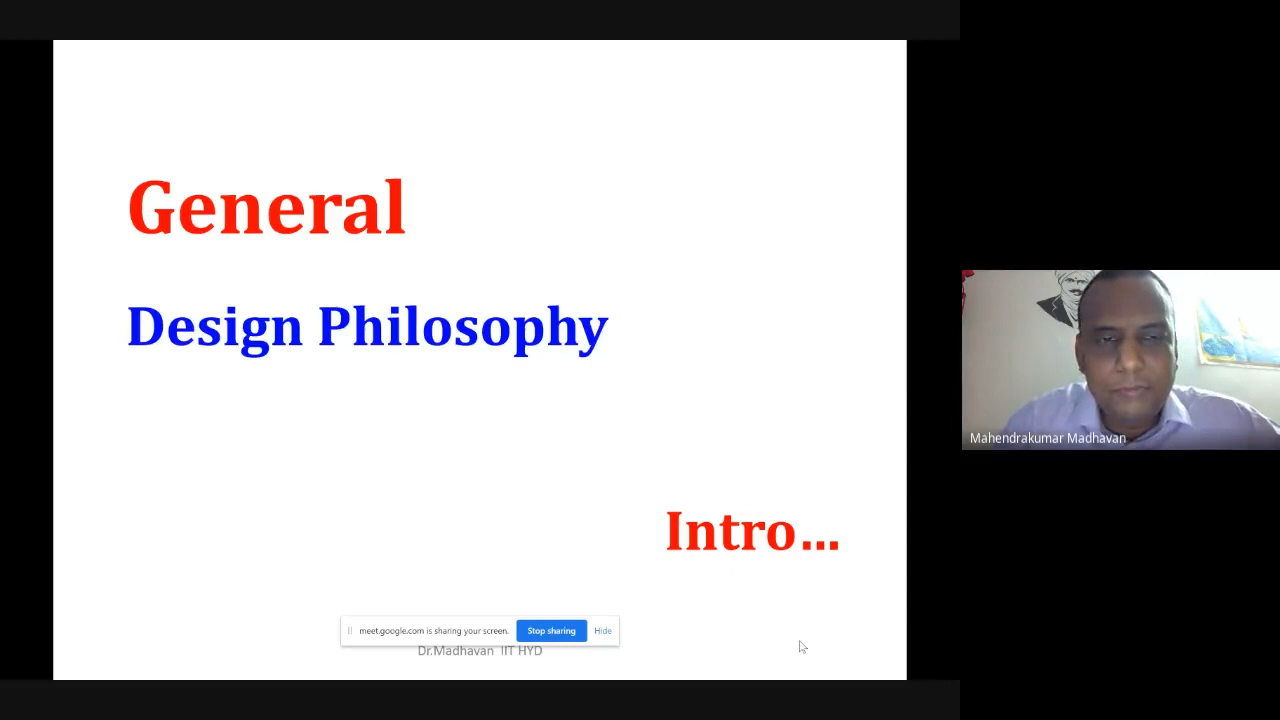 General
Design Philosophy
Intro...
meet.google.com is sharing your screen. Stop sharing Hide
Dr.Madhavan IIT HYD
Mahendrakumar Madhavan